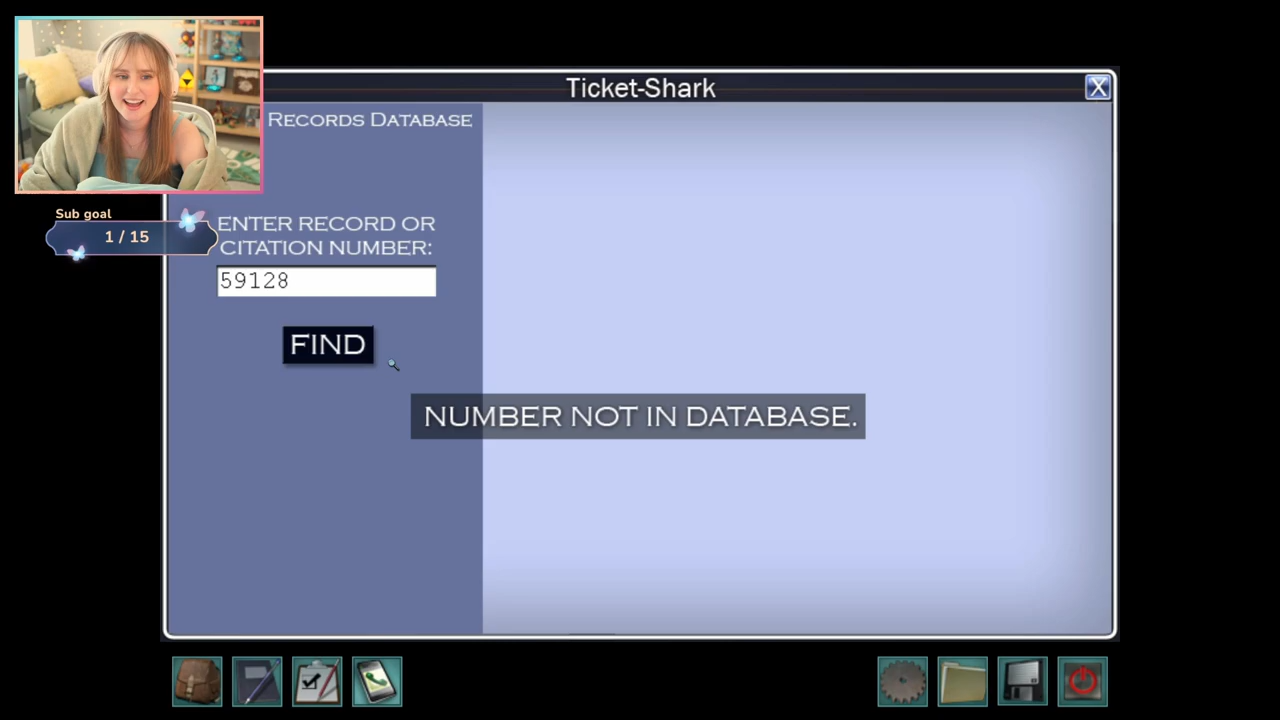 Ticket-Shark
X
RECORDS DATABASE
Sub goal
1 / 15
ENTER RECORD OR
CITATION NUMBER:
59128
FIND
NUMBER NOT IN DATABASE.